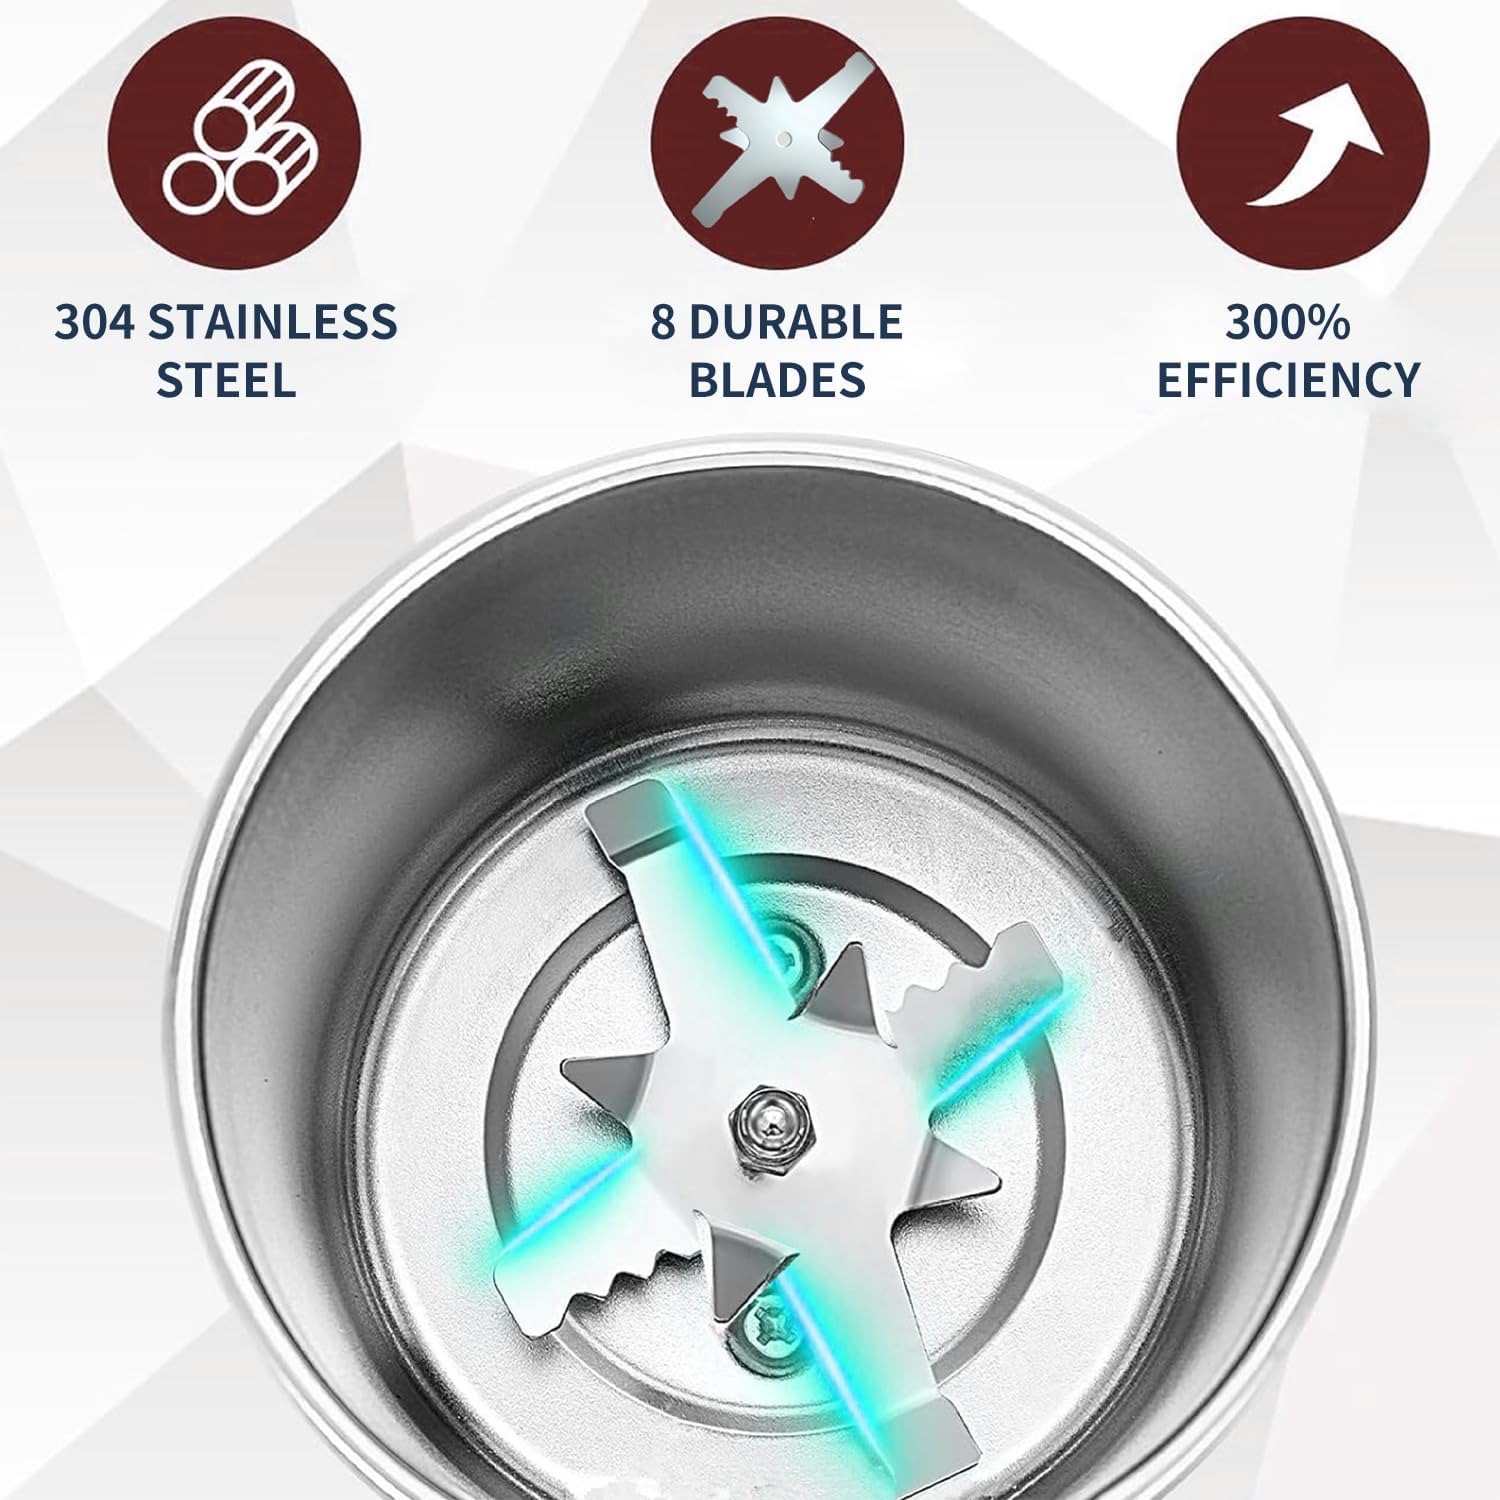 304 STAINLESS
STEEL
8 DURABLE
BLADES
300%
EFFICIENCY